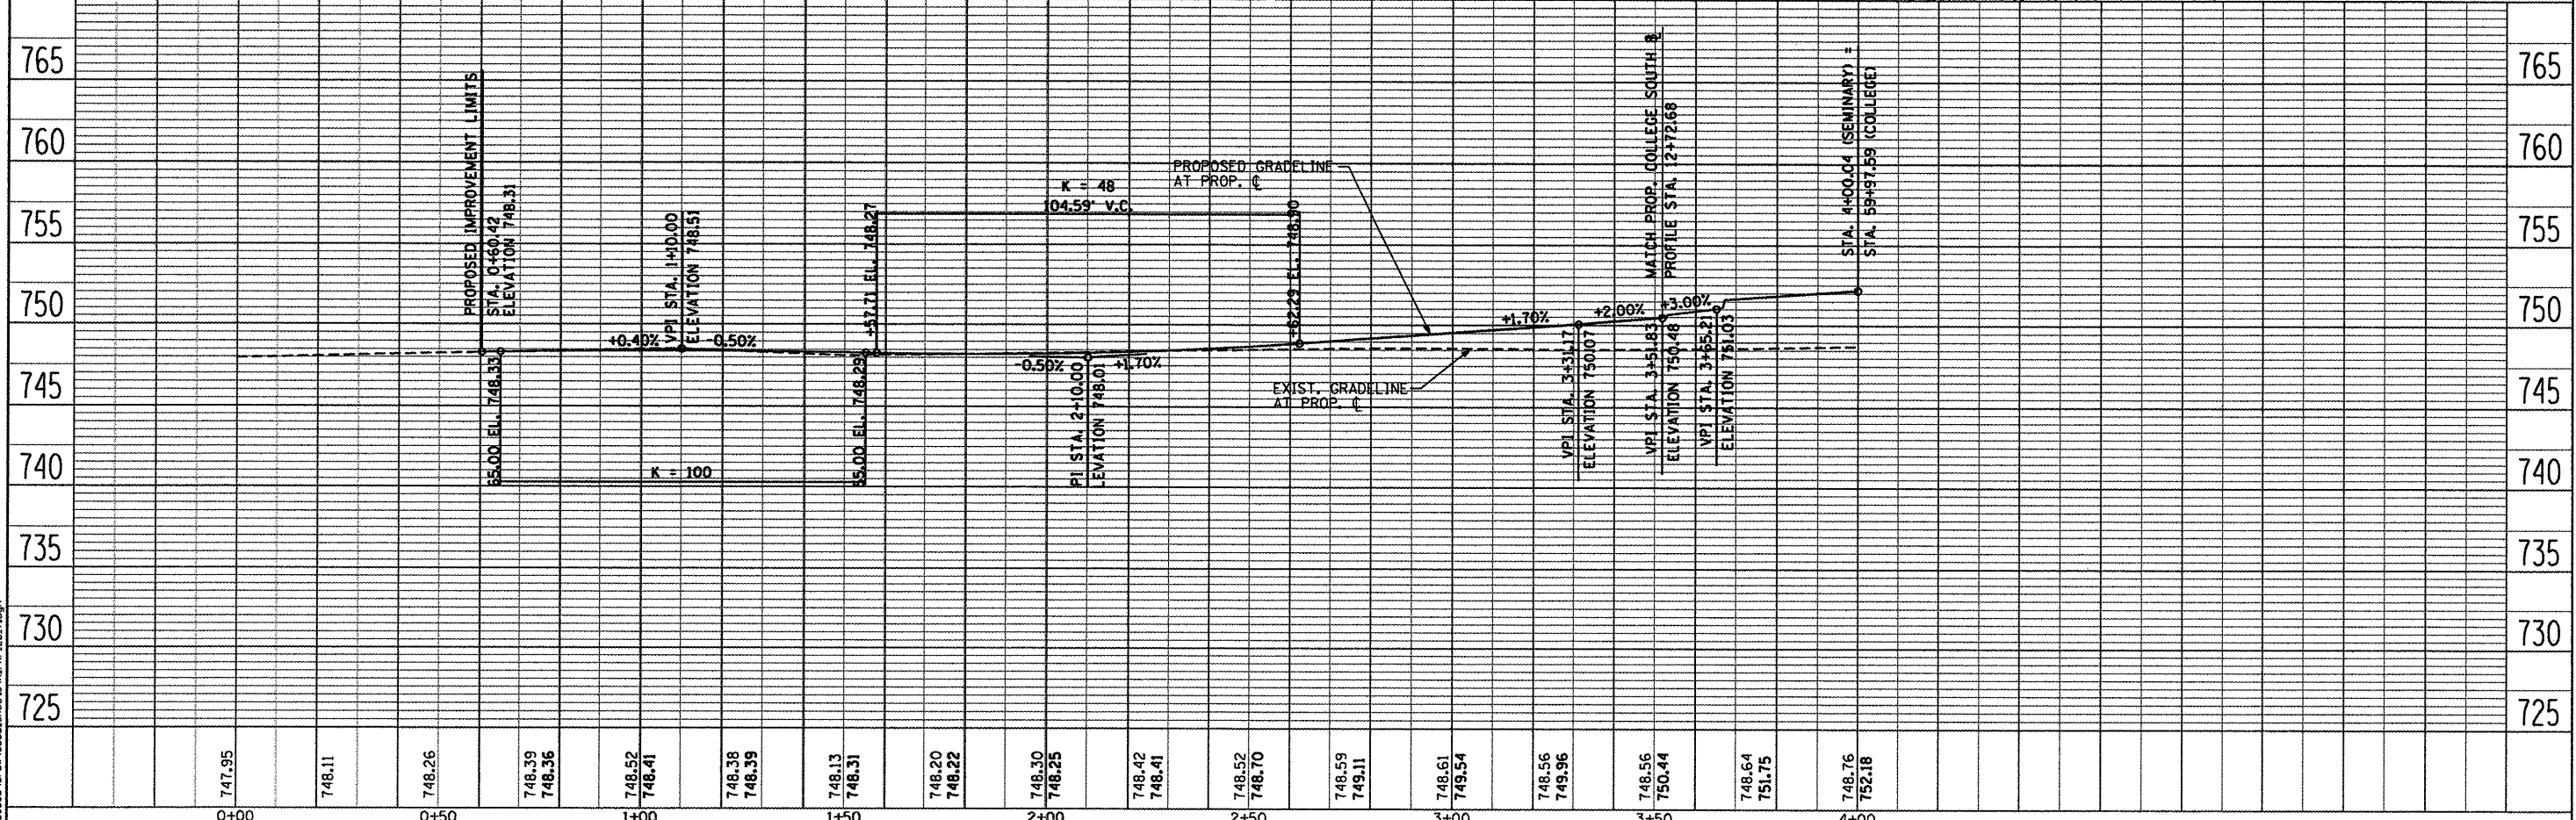 765
760
755
750
745
740
735
730
725
765
760
755
750
745
740
735
730
725
PROPOSED IMPROVEMENT LIMITS
STA. 0+60.42
ELEVATION 748.31
65.00 EL. 748.33
+0.40%
VPI STA. 1+10.00
ELEVATION 748.51
-0.50%
K = 100
55.00 EL. 748.29
+57.71 EL. 748.27
K = 48
104.59' V.C.
+62.29 EL. 748.90
-0.50%
PI STA. 2+10.00
LEVATION 748.01
+1.70%
PROPOSED GRADELINE
AT PROP. ℄
EXIST. GRADELINE
AT PROP. ℄
+1.70%
VPI STA. 3+31.17
ELEVATION 750.07
+2.00%
MATCH PROP. COLLEGE SOUTH
PROFILE STA. 12+72.68
VPI STA. 3+51.83
ELEVATION 750.48
+3.00%
VPI STA. 3+65.21
ELEVATION 751.03
STA. 4+00.04 (SEMINARY) =
STA. 59+97.59 (COLLEGE)
747.95
748.11
748.26
748.39
748.36
748.52
748.41
748.38
748.39
748.13
748.31
748.20
748.22
748.30
748.25
748.42
748.41
748.52
748.70
748.59
749.11
748.61
749.54
748.56
749.96
748.56
750.44
748.64
751.75
748.76
752.18
0+00
0+50
1+00
1+50
2+00
2+50
3+00
3+50
4+00